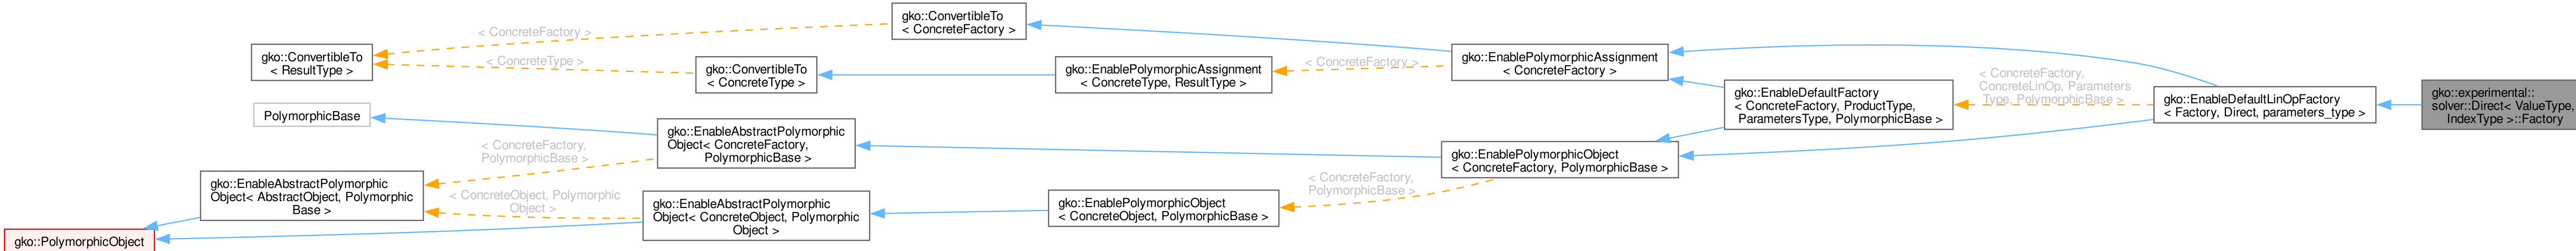 gko::ConvertibleTo
< ConcreteFactory >
< ConcreteFactory >
gko::ConvertibleTo
< ResultType >
< ConcreteType >
gko::ConvertibleTo
< ConcreteType >
gko::EnablePolymorphicAssignment
< ConcreteType, ResultType >
< ConcreteFactory >
gko::EnablePolymorphicAssignment
< ConcreteFactory >
PolymorphicBase
gko::EnableDefaultFactory
< ConcreteFactory, ProductType,
ParametersType, PolymorphicBase >
< ConcreteFactory,
ConcreteLinOp, Parameters
Type, PolymorphicBase >
gko::EnableDefaultLinOpFactory
< Factory, Direct, parameters_type >
gko::experimental::
solver::Direct< ValueType,
IndexType >::Factory
gko::EnableAbstractPolymorphic
Object< ConcreteFactory,
PolymorphicBase >
< ConcreteFactory,
PolymorphicBase >
gko::EnablePolymorphicObject
< ConcreteFactory, PolymorphicBase >
gko::EnableAbstractPolymorphic
Object< AbstractObject, Polymorphic
Base >
< ConcreteObject, Polymorphic
Object >
gko::EnableAbstractPolymorphic
Object< ConcreteObject, Polymorphic
Object >
gko::EnablePolymorphicObject
< ConcreteObject, PolymorphicBase >
< ConcreteFactory,
PolymorphicBase >
gko::PolymorphicObject